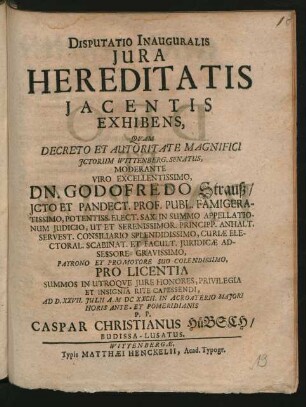 DISPUTATIO INAUGURALIS
JURA
HEREDITATIS
JACENTIS
EXHIBENS,
QUAM
DECRETO ET AUTORITATE MAGNIFICI
JCTORUM WITTENBERG. SENATUS,
MODERANTE
VIRO EXCELLENTISSIMO,
DN. GODOFREDO Strauß/
JCTO ET PANDECT. PROF. PUBL. FAMIGERA-
TISSIMO, POTENTISS. ELECT. SAX. IN SUMMO APPELLATIO-
NUM JUDICIO, UT ET SERENISSIMOR. PRINCIPP. ANHALT.
SERVEST. CONSILIARIO SPLENDIDISSIMO, CURIÆ ELE-
CTORAL. SCABINAT. ET FACULT. JURIDICÆ AD-
SESSORE GRAVISSIMO,
PATRONO ET PROMOTORE SUO COLENDISSIMO,
PRO LICENTIA
SUMMOS IN UTROQVE JURE HONORES, PRIVILEGIA
ET INSIGNIA RITE CAPESSENDI,
AD D. XXVII. JULII A. M DC XCII. IN ACROATERIO MAJORI
HORIS ANTE- ET POMERIDIANIS
P. P.
CASPAR CHRISTIANUS Hübsch/
BUDISSA-LUSATUS.
WITTENBERGÆ,
Typis MATTHÆI HENCKELII, Acad. Typogr.
19